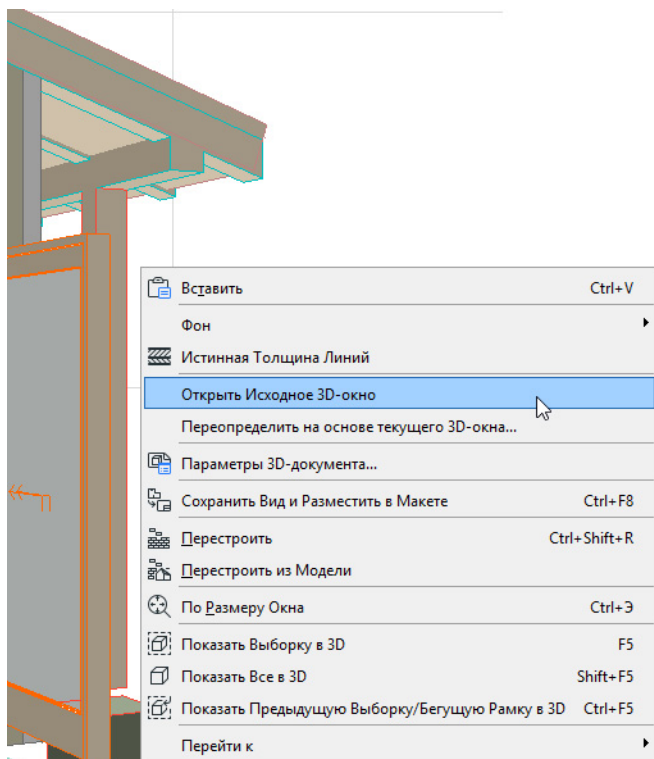 Вставить Ctrl+V
Фон
Истинная Толщина Линий
Открыть Исходное 3D-окно
Переопределить на основе текущего 3D-окна...
Параметры 3D-документа...
Сохранить Вид и Разместить в Макете Ctrl+F8
Перестроить Ctrl+Shift+R
Перестроить из Модели
По Размеру Окна Ctrl+Э
Показать Выборку в 3D F5
Показать Все в 3D Shift+F5
Показать Предыдущую Выборку/Бегущую Рамку в 3D Ctrl+F5
Перейти к